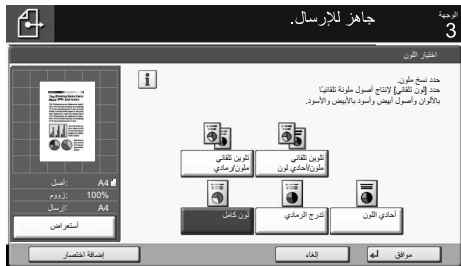 جاهز للإرسال.
الوجهة
3
اختيار اللون
حدد نسخ ملون.
حدد [لون تلقائي] لإنتاج أصول ملونة تلقائيًا
بالألوان وأصول أبيض وأسود بالأبيض والأسود.
تلوين تلقائي
ملون/أحادي لون
تلوين تلقائي
ملون/رمادي
أحادي اللون
تدرج الرمادي
لون كامل
أصل: A4
زووم: 100%
إرسال: A4
استعراض
موافق
إلغاء
إضافة اختصار